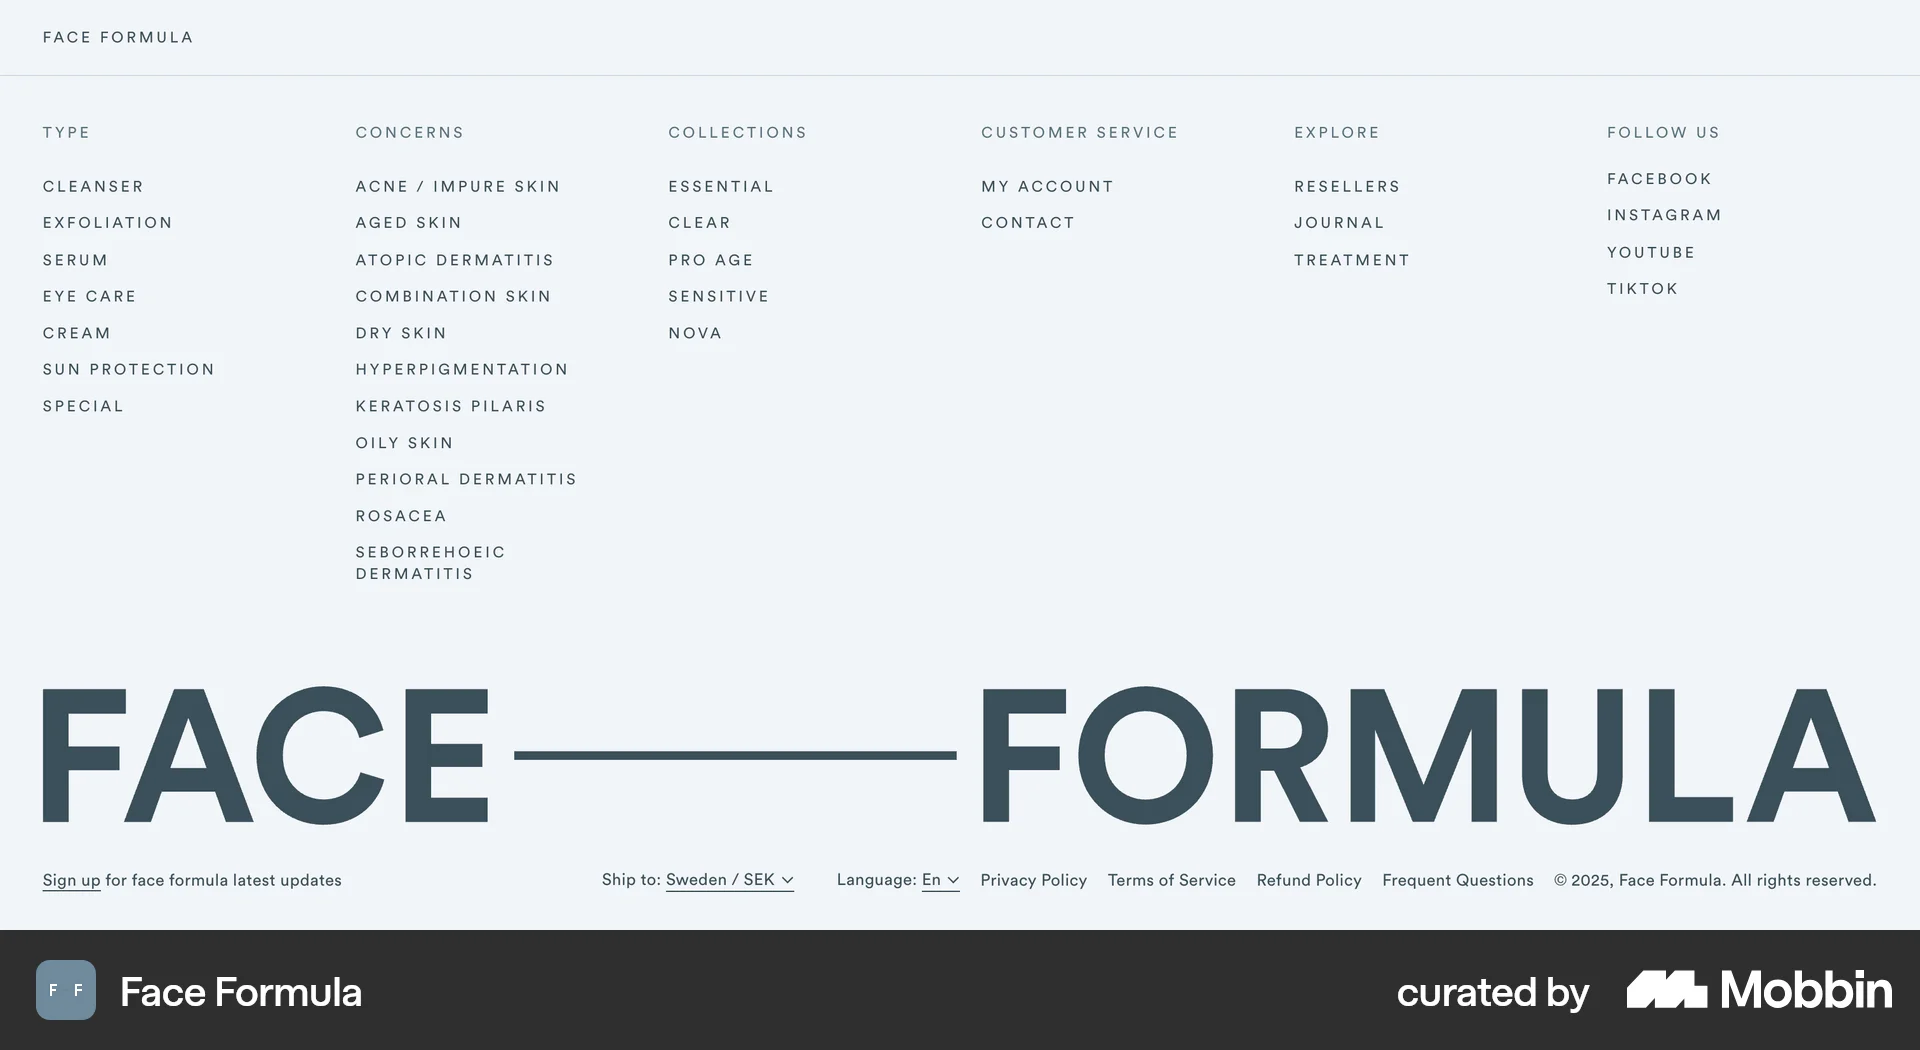 FACE FORMULA
TYPE
CLEANSER
EXFOLIATION
SERUM
EYE CARE
CREAM
SUN PROTECTION
SPECIAL
CONCERNS
ACNE / IMPURE SKIN
AGED SKIN
ATOPIC DERMATITIS
COMBINATION SKIN
DRY SKIN
HYPERPIGMENTATION
KERATOSIS PILARIS
OILY SKIN
PERIORAL DERMATITIS
ROSACEA
SEBORREHOEIC
DERMATITIS
COLLECTIONS
ESSENTIAL
CLEAR
PRO AGE
SENSITIVE
NOVA
CUSTOMER SERVICE
MY ACCOUNT
CONTACT
EXPLORE
RESELLERS
JOURNAL
TREATMENT
FOLLOW US
FACEBOOK
INSTAGRAM
YOUTUBE
TIKTOK
FACE FORMULA
Sign up for face formula latest updates
Ship to: Sweden / SEK
Language: En
Privacy Policy
Terms of Service
Refund Policy
Frequent Questions
© 2025, Face Formula. All rights reserved.
F F
Face Formula
curated by Mobbin